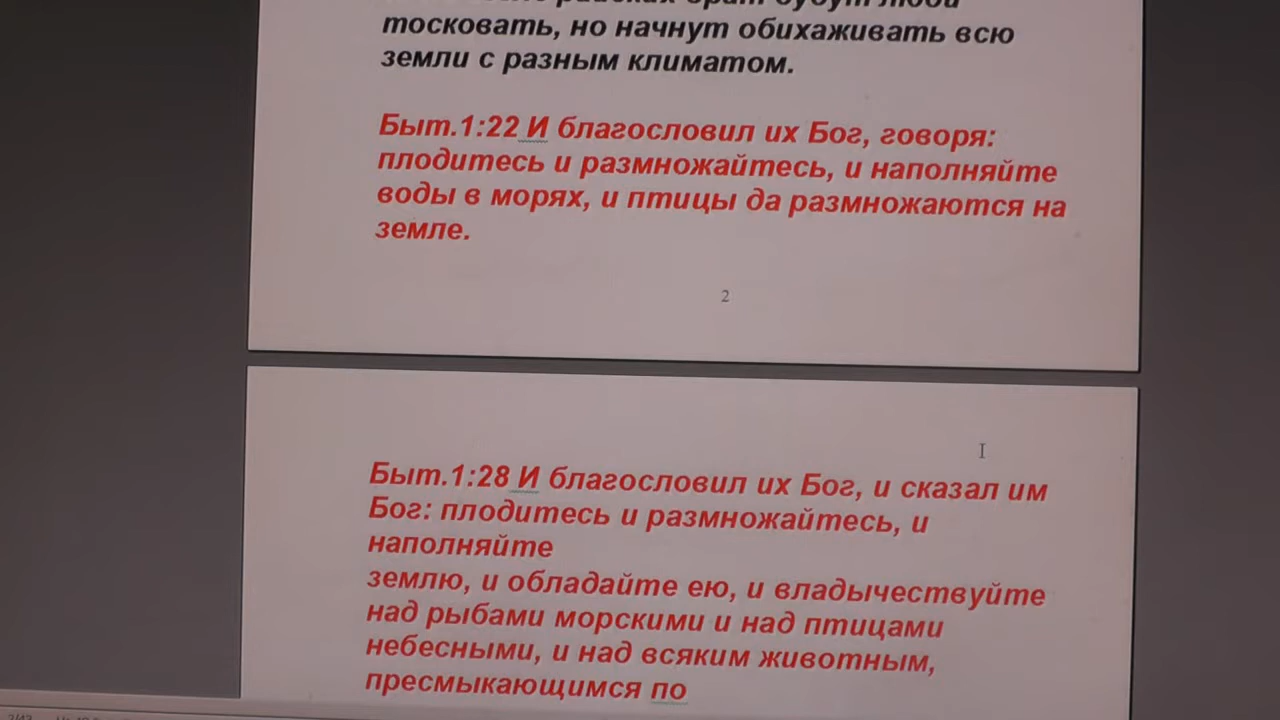 тосковать, но начнут обихаживать всю
земли с разным климатом.
Быт.1:22 И благословил их Бог, говоря:
плодитесь и размножайтесь, и наполняйте
воды в морях, и птицы да размножаются на
земле.
2
Быт.1:28 И благословил их Бог, и сказал им
Бог: плодитесь и размножайтесь, и
наполняйте
землю, и обладайте ею, и владычествуйте
над рыбами морскими и над птицами
небесными, и над всяким животным,
пресмыкающимся по